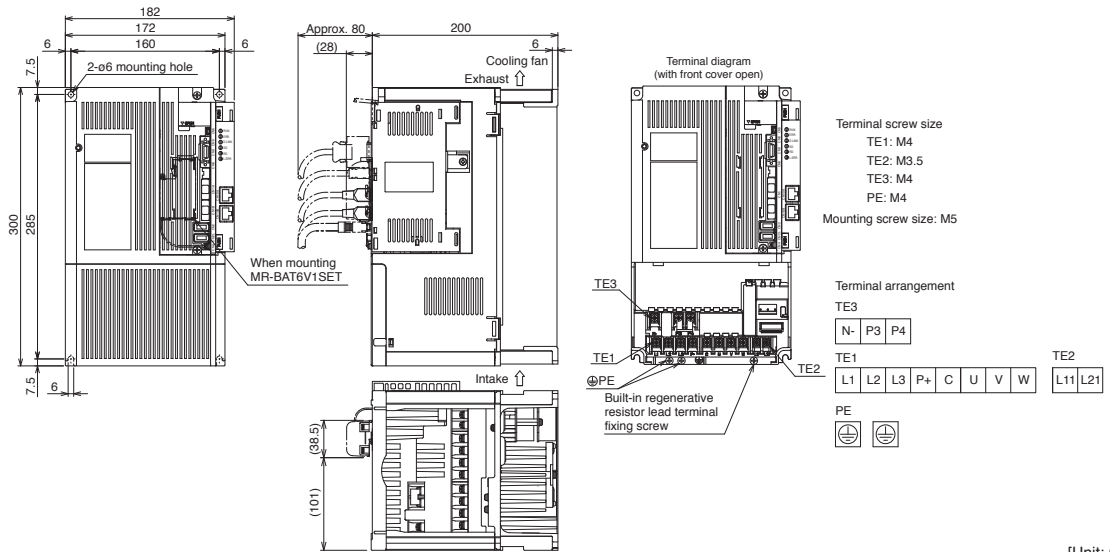 182
172
6 160 6
7.5
2-ø6 mounting hole
300
285
7.5
6
When mounting
MR-BAT6V1SET
Approx. 80 200
(28) 6
Cooling fan
Exhaust
Intake
(38.5)
(101)
Terminal diagram
(with front cover open)
TE3
TE1
PE
TE2
Built-in regenerative
resistor lead terminal
fixing screw
Terminal screw size
TE1: M4
TE2: M3.5
TE3: M4
PE: M4
Mounting screw size: M5
Terminal arrangement
TE3
N- P3 P4
TE1 TE2
L1 L2 L3 P+ C U V W L11 L21
PE
[Unit: